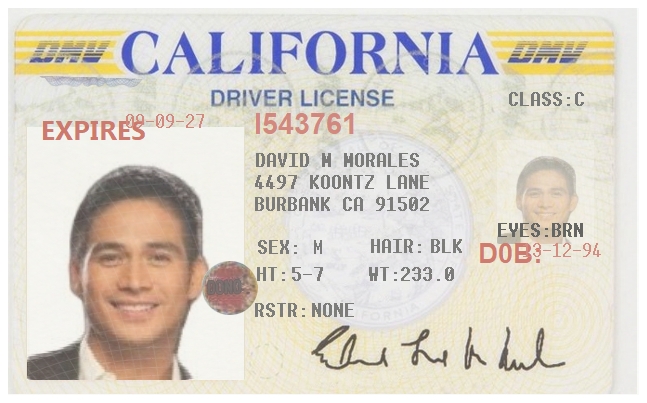 DMV CALIFORNIA DMV
DRIVER LICENSE
CLASS:C
EXPIRES 09-09-27
I543761
DAVID M MORALES
4497 KOONTZ LANE
BURBANK CA 91502
EYES:BRN
SEX: M HAIR: BLK
DOB: 3-12-94
HT:5-7 WT:233.0
RSTR: NONE